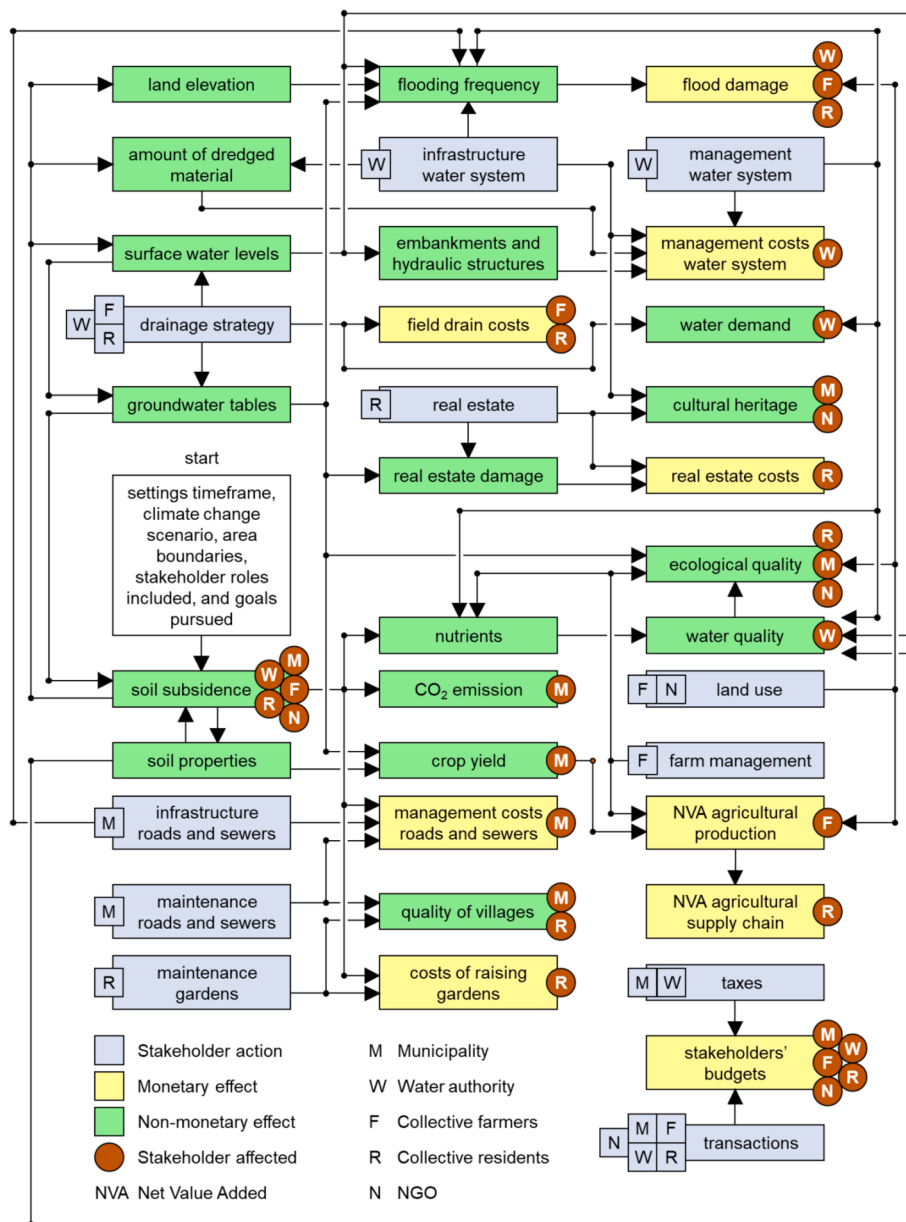 land elevation
flooding frequency
flood damage
W
F
R
amount of dredged
material
W
infrastructure
water system
W
management
water system
surface water levels
embankments and
hydraulic structures
management costs
water system
W
W
F
R
drainage strategy
field drain costs
F
R
water demand
W
groundwater tables
R
real estate
cultural heritage
M
N
start
real estate damage
real estate costs
R
settings timeframe,
climate change
scenario, area
boundaries,
stakeholder roles
included, and goals
pursued
ecological quality
R
M
N
nutrients
water quality
W
soil subsidence
W
M
F
R
N
CO₂ emission
M
F
N
land use
soil properties
crop yield
M
F
farm management
M
infrastructure
roads and sewers
management costs
roads and sewers
M
NVA agricultural
production
F
M
maintenance
roads and sewers
quality of villages
M
R
NVA agricultural
supply chain
R
R
maintenance
gardens
costs of raising
gardens
R
M
W
taxes
stakeholders'
budgets
M
W
F
R
N
N
M
F
W
R
transactions
Stakeholder action
Monetary effect
Non-monetary effect
Stakeholder affected
NVA Net Value Added
M Municipality
W Water authority
F Collective farmers
R Collective residents
N NGO